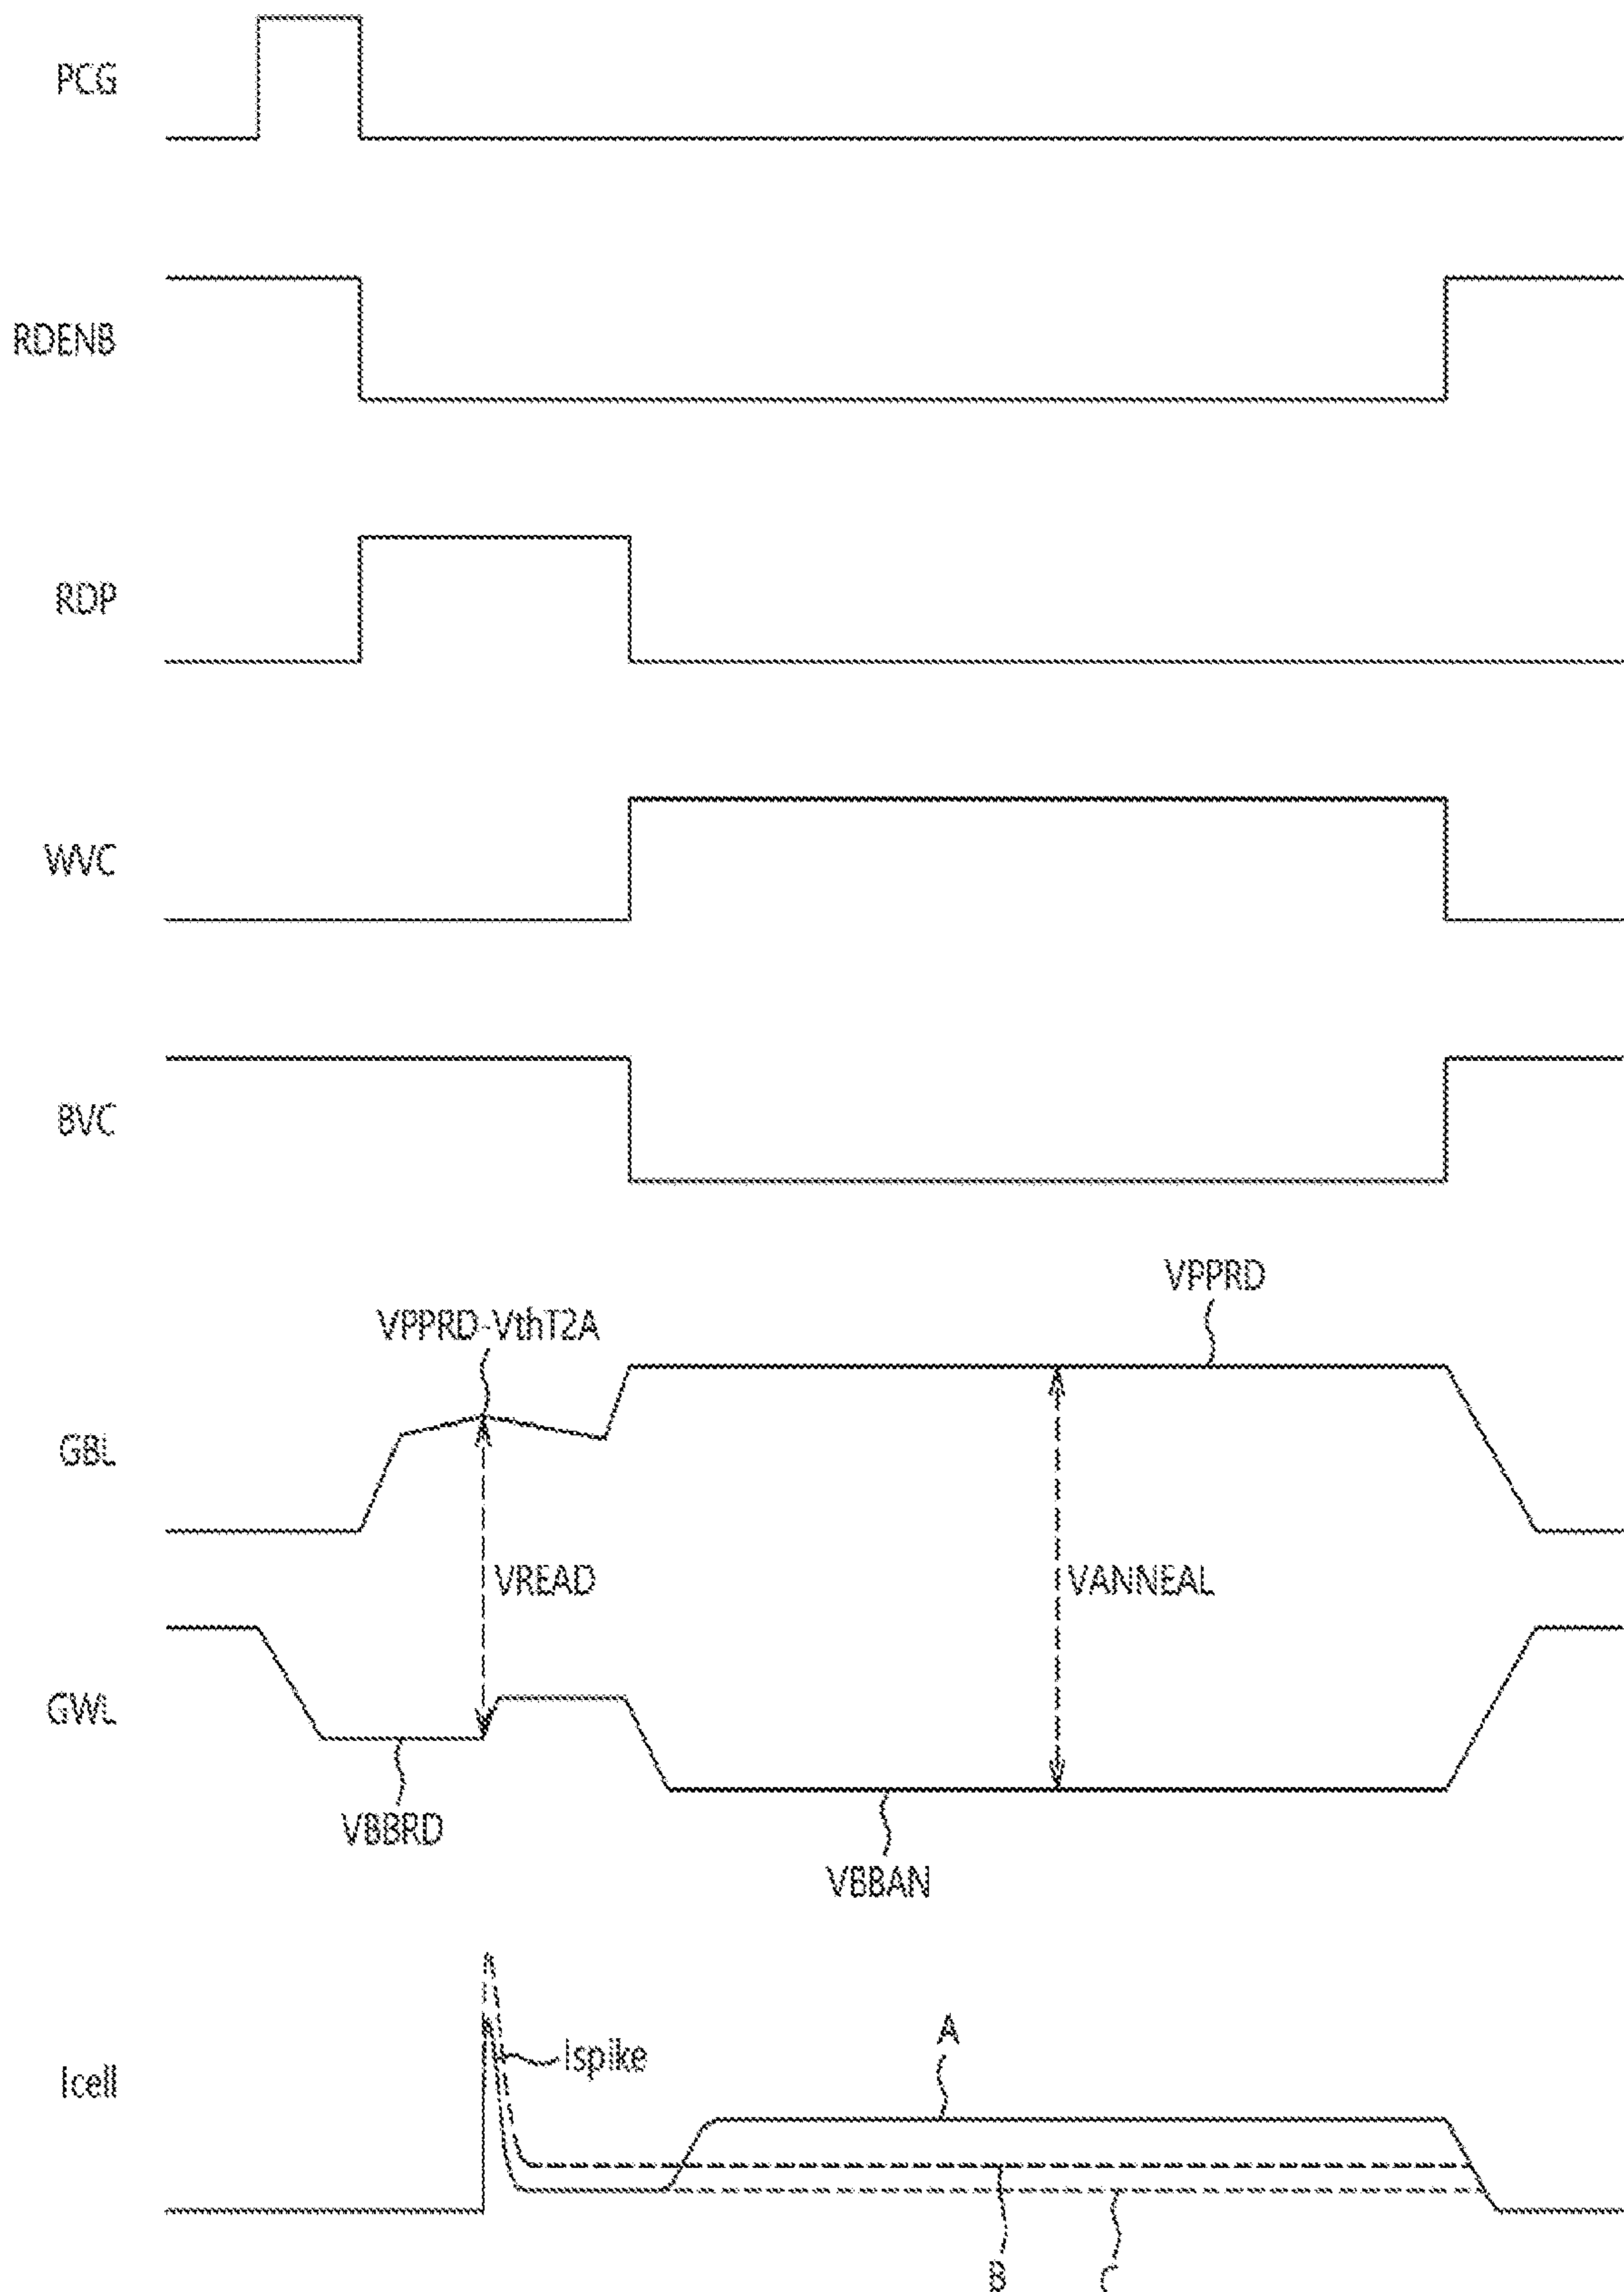 PCG
RDENB
RDP
WVC
BVC
VPPRD
VPPRD-VthT2A
GBL
VREAD
VANNEAL
GWL
VBBRD
VBBAN
A
Ispike
Icell
B
C